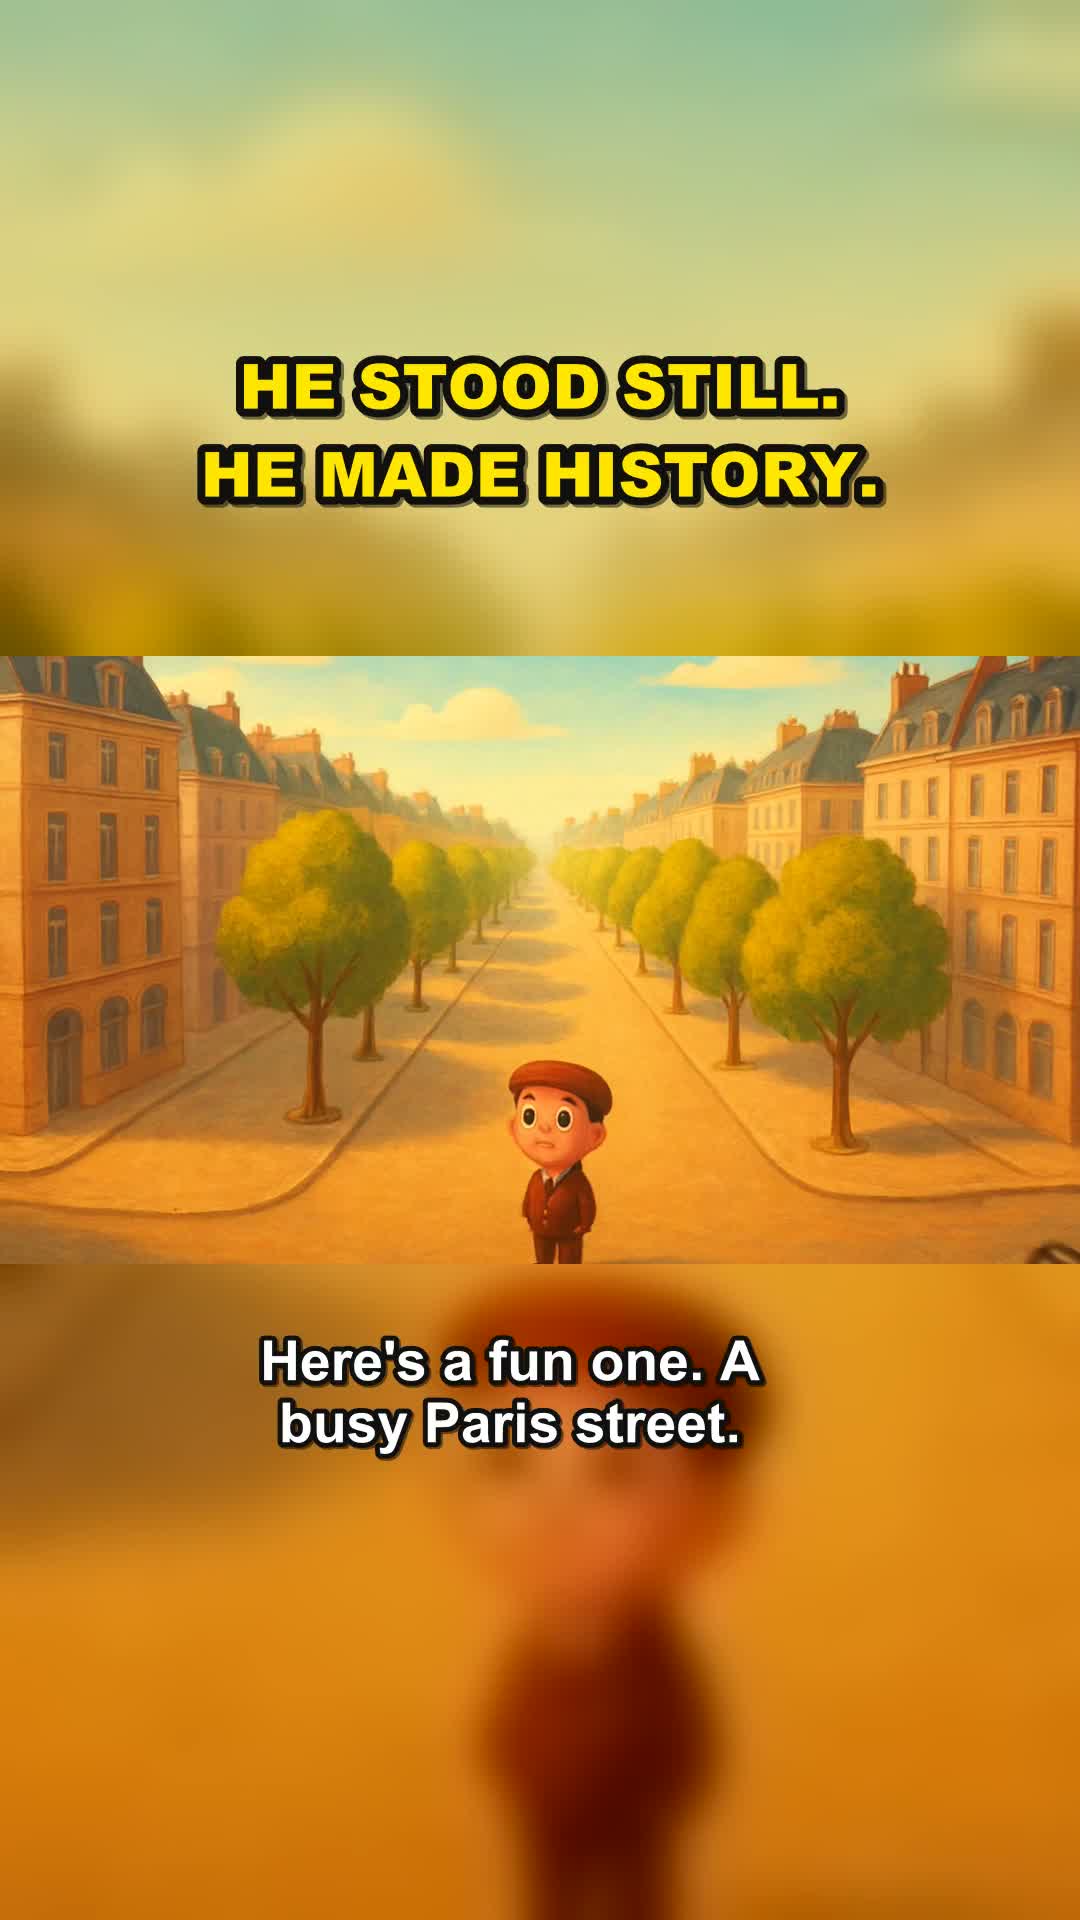 HE STOOD STILL.
HE MADE HISTORY.
Here's a fun one. A
busy Paris street.